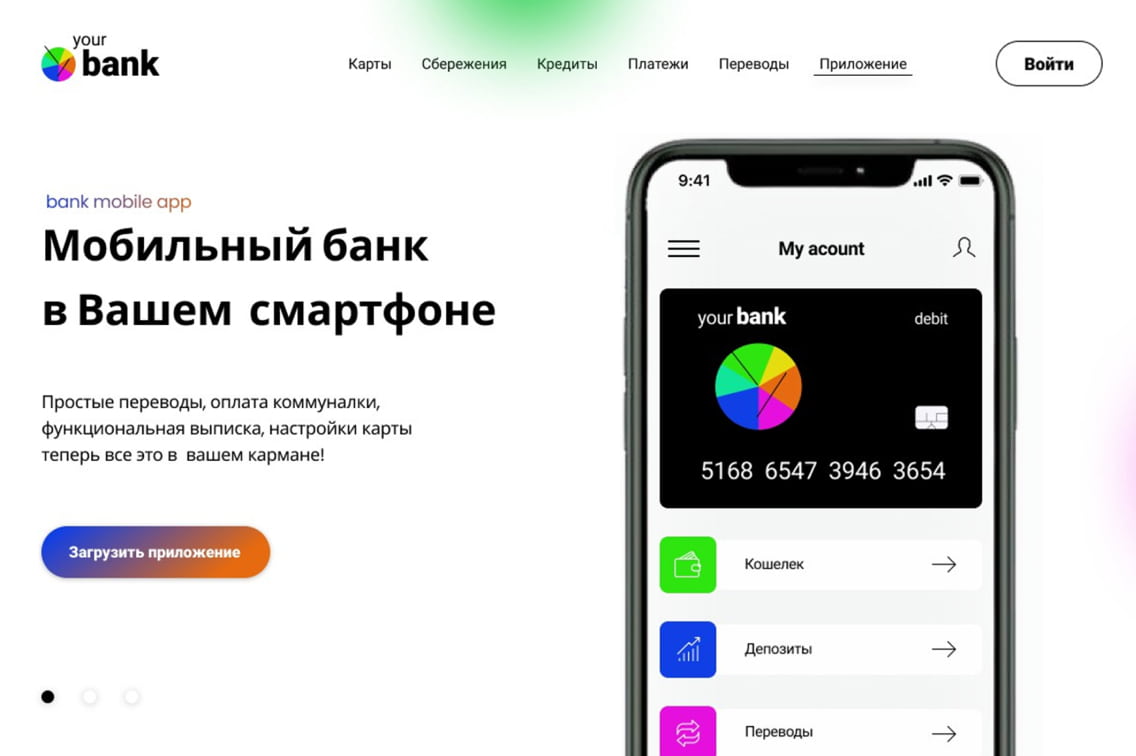 your
bank
Карты Сбережения Кредиты Платежи Переводы Приложение
Войти
bank mobile app
Мобильный банк
в Вашем смартфоне
Простые переводы, оплата коммуналки,
функциональная выписка, настройки карты
теперь все это в вашем кармане!
Загрузить приложение
9:41
My acount
your bank
debit
5168 6547 3946 3654
Кошелек
Депозиты
Переводы